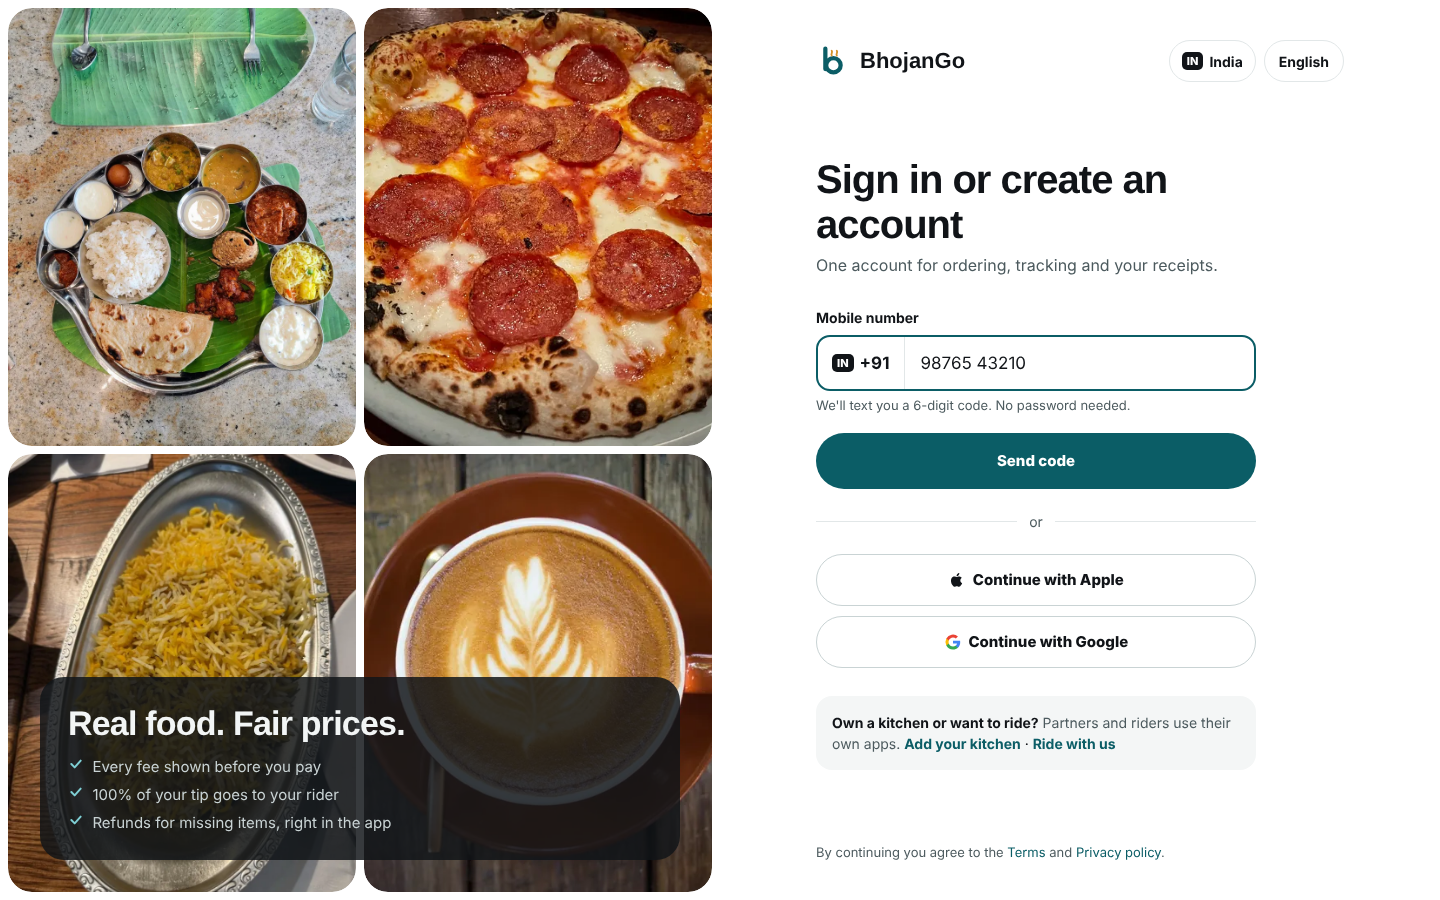 BhojanGo
IN India
English
Sign in or create an
account
One account for ordering, tracking and your receipts.
Mobile number
IN +91
98765 43210
We'll text you a 6-digit code. No password needed.
Send code
or
Continue with Apple
Continue with Google
Own a kitchen or want to ride? Partners and riders use their
own apps. Add your kitchen · Ride with us
By continuing you agree to the Terms and Privacy policy.
Real food. Fair prices.
Every fee shown before you pay
100% of your tip goes to your rider
Refunds for missing items, right in the app